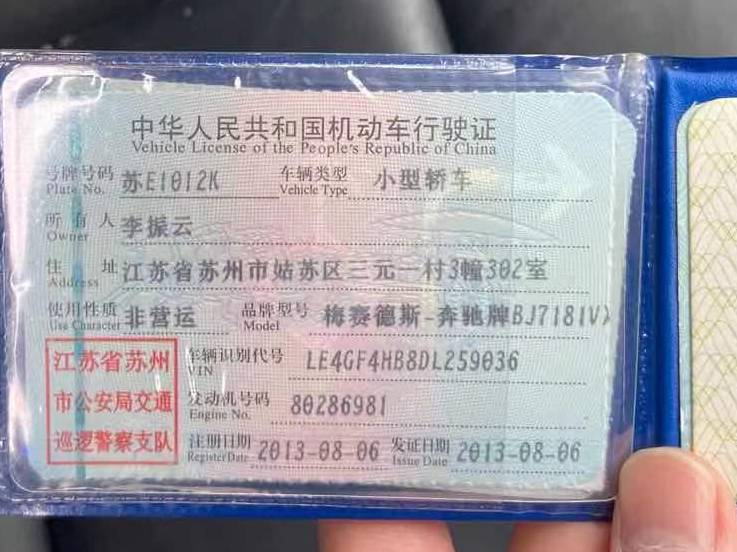 中华人民共和国机动车行驶证
Vehicle License of the People's Republic of China
号牌号码 苏E1012K 车辆类型 小型轿车
Plate No. Vehicle Type
所有人 李振云
Owner
住址 江苏省苏州市姑苏区三元一村3幢302室
Address
使用性质 非营运 品牌型号 梅赛德斯-奔驰牌BJ7181V
Use Character Model
江苏省苏州
市公安局交通
巡逻警察支队
车辆识别代号 LE4GF4HB8DL259036
VIN
发动机号码 80286981
Engine No.
注册日期 2013-08-06 发证日期 2013-08-06
Register Date Issue Date